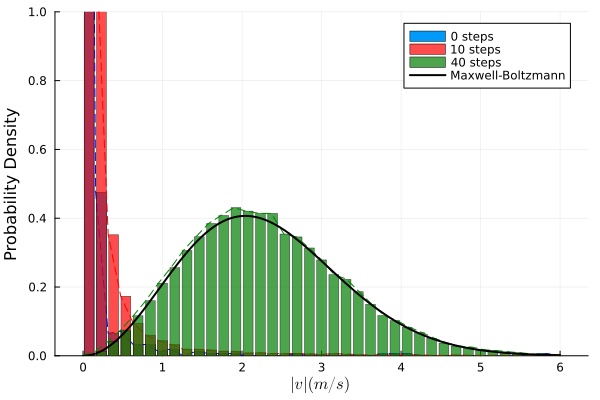 1.0
0.8
0.6
0.4
0.2
0.0
Probability Density
0 steps
10 steps
40 steps
Maxwell-Boltzmann
0 1 2 3 4 5 6
|v|(m/s)